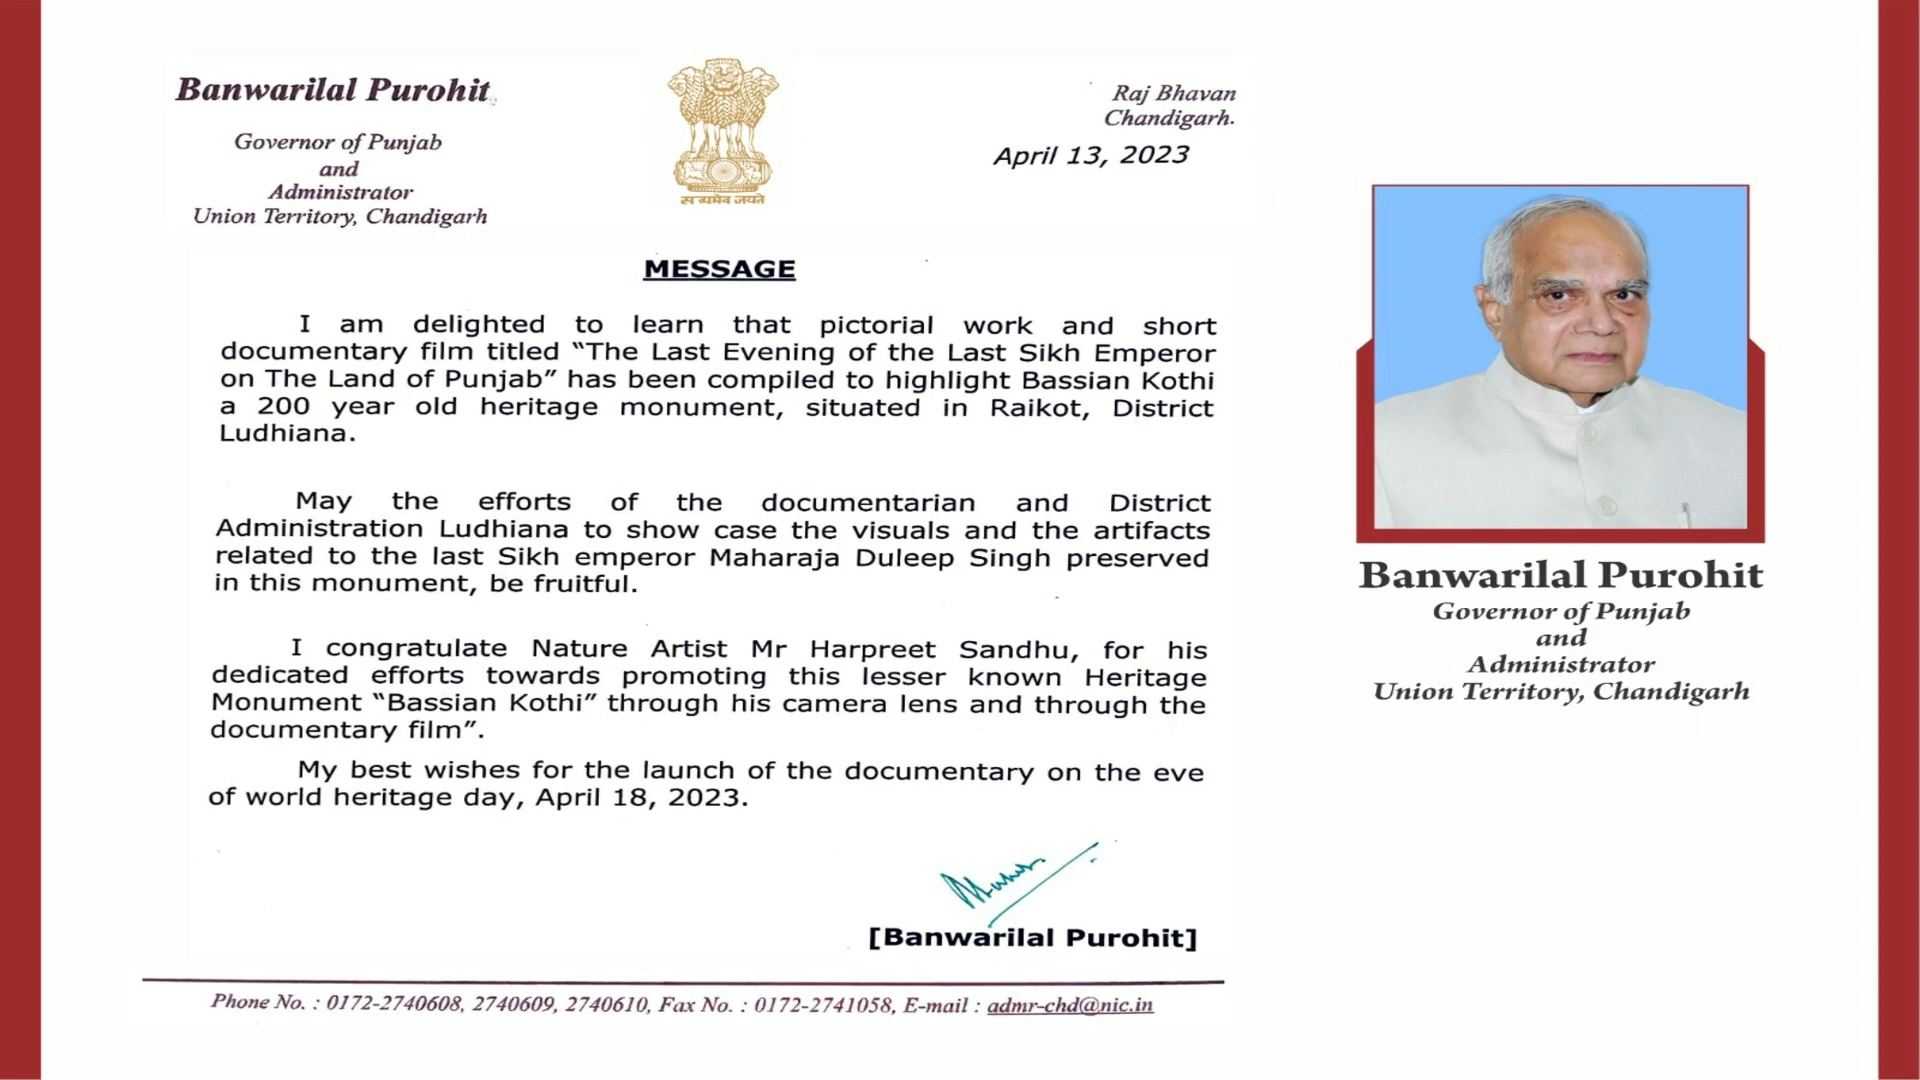 Banwarilal Purohit
Governor of Punjab
and
Administrator
Union Territory, Chandigarh
सत्यमेव जयते
Raj Bhavan
Chandigarh.
April 13, 2023
MESSAGE
I am delighted to learn that pictorial work and short
documentary film titled “The Last Evening of the Last Sikh Emperor
on The Land of Punjab” has been compiled to highlight Bassian Kothi
a 200 year old heritage monument, situated in Raikot, District
Ludhiana.
May the efforts of the documentarian and District
Administration Ludhiana to show case the visuals and the artifacts
related to the last Sikh emperor Maharaja Duleep Singh preserved
in this monument, be fruitful.
I congratulate Nature Artist Mr Harpreet Sandhu, for his
dedicated efforts towards promoting this lesser known Heritage
Monument “Bassian Kothi” through his camera lens and through the
documentary film”.
My best wishes for the launch of the documentary on the eve
of world heritage day, April 18, 2023.
[Banwarilal Purohit]
Phone No. : 0172-2740608, 2740609, 2740610, Fax No. : 0172-2741058, E-mail : admr-chd@nic.in
Banwarilal Purohit
Governor of Punjab
and
Administrator
Union Territory, Chandigarh